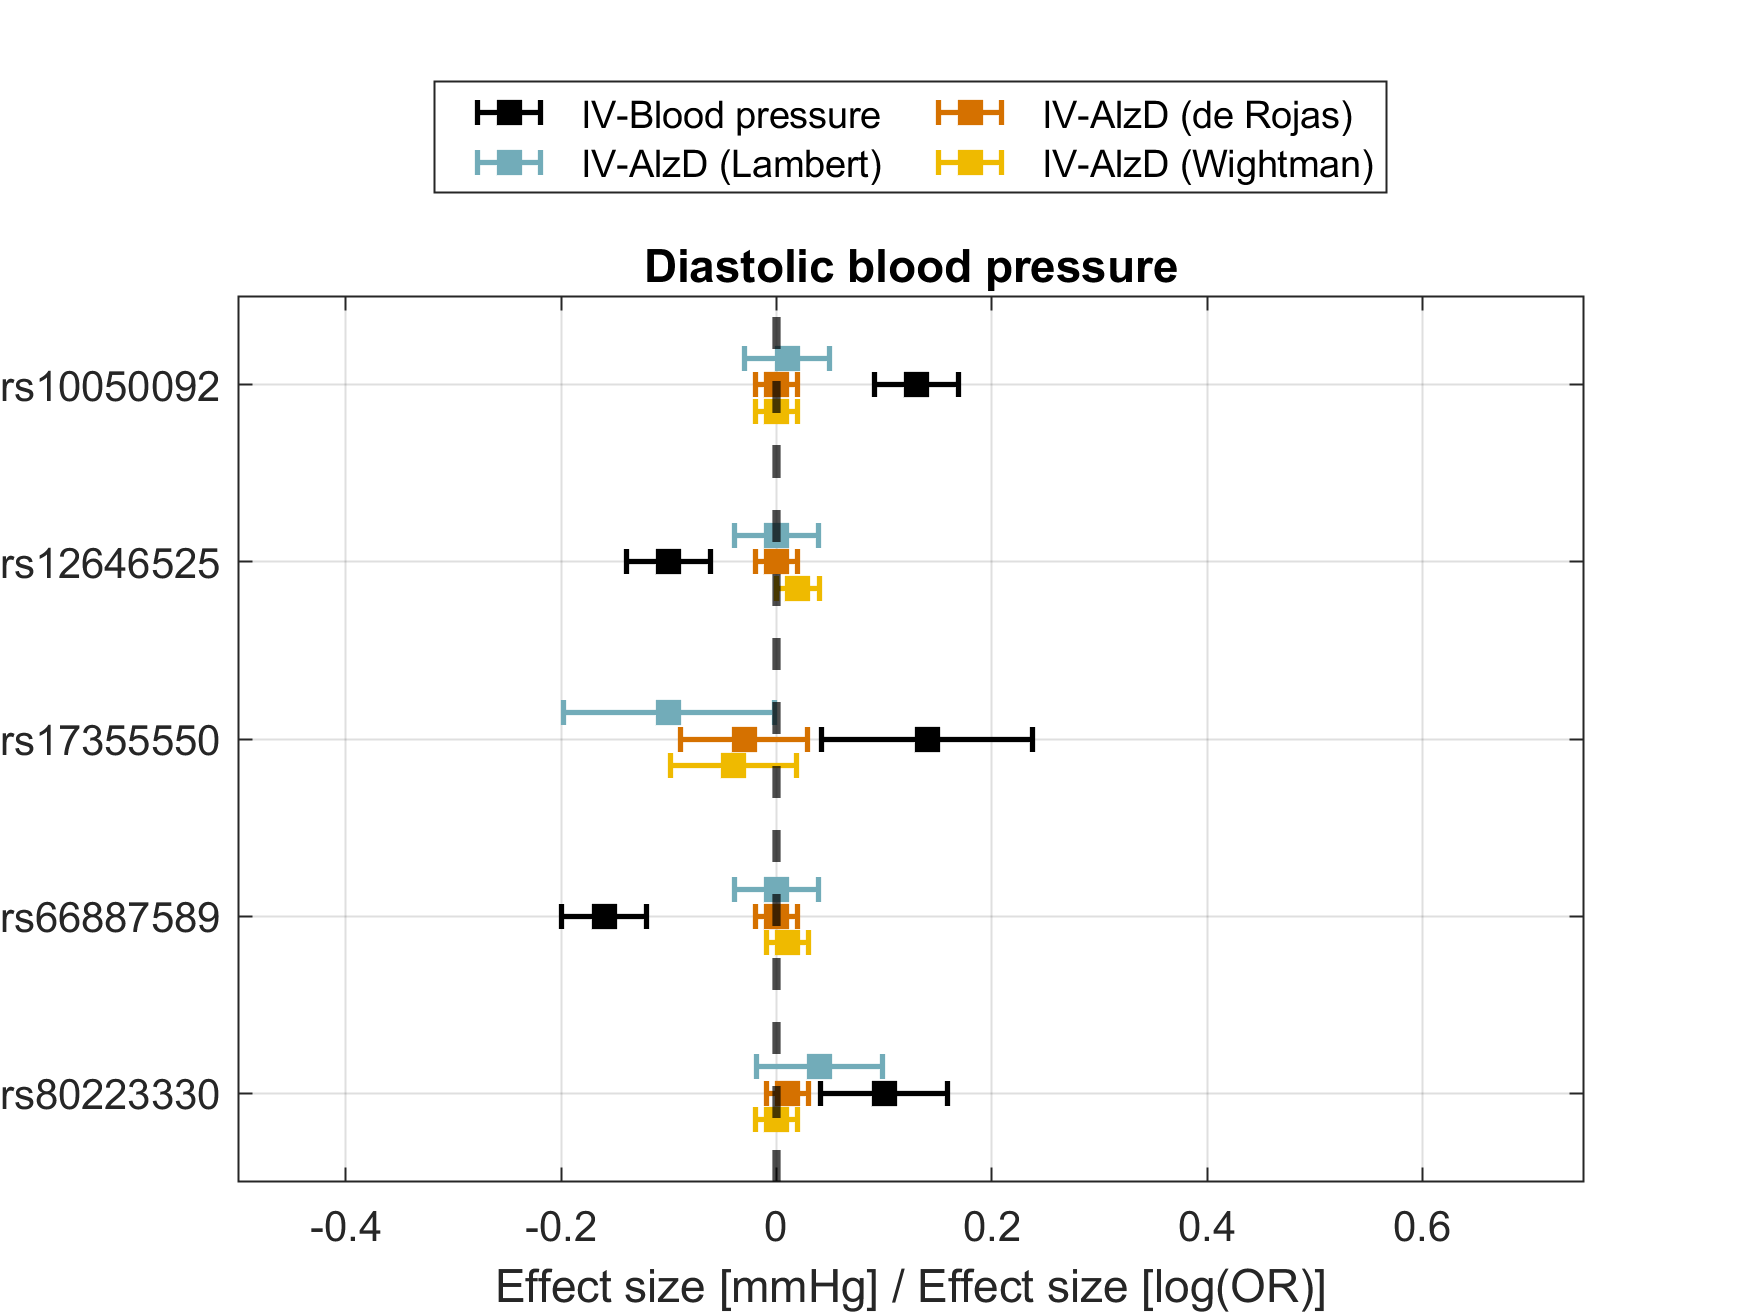 IV-Blood pressure IV-AlzD (de Rojas)
IV-AlzD (Lambert) IV-AlzD (Wightman)
Diastolic blood pressure
rs10050092
rs12646525
rs17355550
rs66887589
rs80223330
-0.4 -0.2 0 0.2 0.4 0.6
Effect size [mmHg] / Effect size [log(OR)]